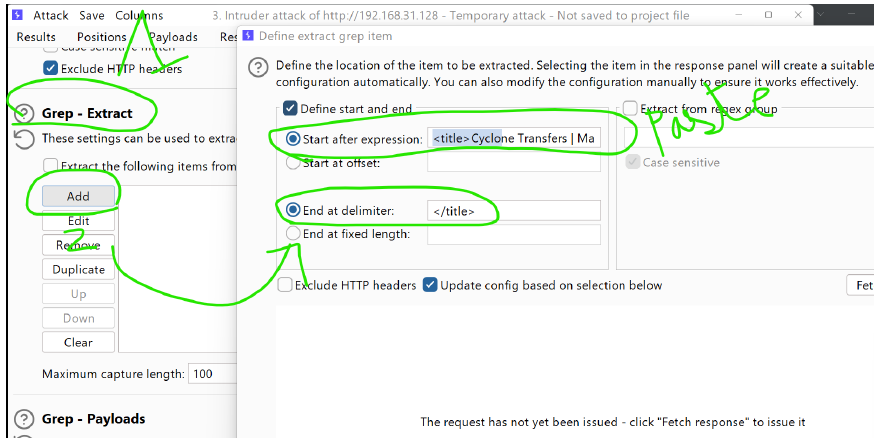 Attack Save Columns 3. Intruder attack of http://192.168.31.128 - Temporary attack - Not saved to project file
Results Positions Payloads Res
Define extract grep item
Case sensitive match
Exclude HTTP headers
Define the location of the item to be extracted. Selecting the item in the response panel will create a suitable
configuration automatically. You can also modify the configuration manually to ensure it works effectively.
Grep - Extract
These settings can be used to extra
Extract the following items from
Add
Edit
Remove
Duplicate
Up
Down
Clear
Maximum capture length: 100
Grep - Payloads
Define start and end
Start after expression: <title>Cyclone Transfers | Ma
Start at offset:
End at delimiter: </title>
End at fixed length:
Extract from regex group
Case sensitive
Paste
2
Exclude HTTP headers Update config based on selection below
Fet
The request has not yet been issued - click "Fetch response" to issue it